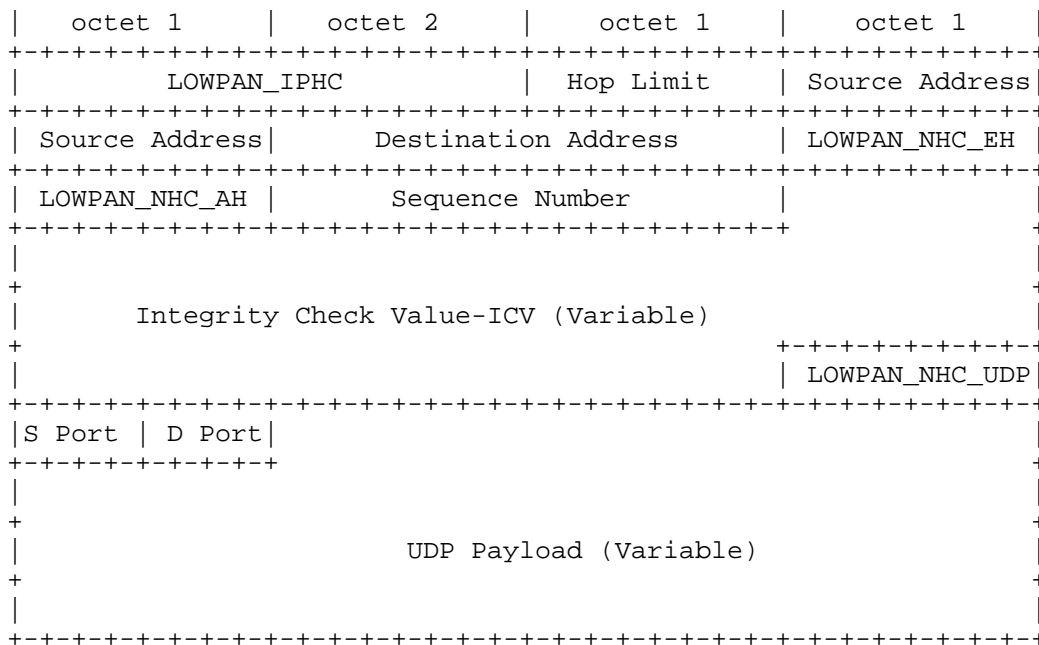 |   octet 1     |   octet 2     |    octet 1    |    octet 1    |
+-+-+-+-+-+-+-+-+-+-+-+-+-+-+-+-+-+-+-+-+-+-+-+-+-+-+-+-+-+-+-+-+
|         LOWPAN_IPHC           |  Hop Limit    | Source Address|
+-+-+-+-+-+-+-+-+-+-+-+-+-+-+-+-+-+-+-+-+-+-+-+-+-+-+-+-+-+-+-+-+
| Source Address|      Destination Address      | LOWPAN_NHC_EH |
+-+-+-+-+-+-+-+-+-+-+-+-+-+-+-+-+-+-+-+-+-+-+-+-+-+-+-+-+-+-+-+-+
| LOWPAN_NHC_AH |       Sequence Number         |               |
+-+-+-+-+-+-+-+-+-+-+-+-+-+-+-+-+-+-+-+-+-+-+-+-+               +
|                                                               |
+                                                               +
|       Integrity Check Value-ICV (Variable)                    |
+                                               +-+-+-+-+-+-+-+-+
|                                               | LOWPAN_NHC_UDP|
+-+-+-+-+-+-+-+-+-+-+-+-+-+-+-+-+-+-+-+-+-+-+-+-+-+-+-+-+-+-+-+-+
|S Port | D Port|                                               |
+-+-+-+-+-+-+-+-+                                               +
|                                                               |
+                                                               +
|                        UDP Payload (Variable)                 |
+                                                               +
|                                                               |
+-+-+-+-+-+-+-+-+-+-+-+-+-+-+-+-+-+-+-+-+-+-+-+-+-+-+-+-+-+-+-+-+